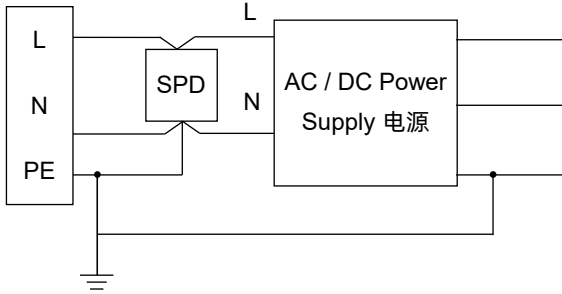 L
N
PE
SPD
L
N
AC / DC Power
Supply 电源